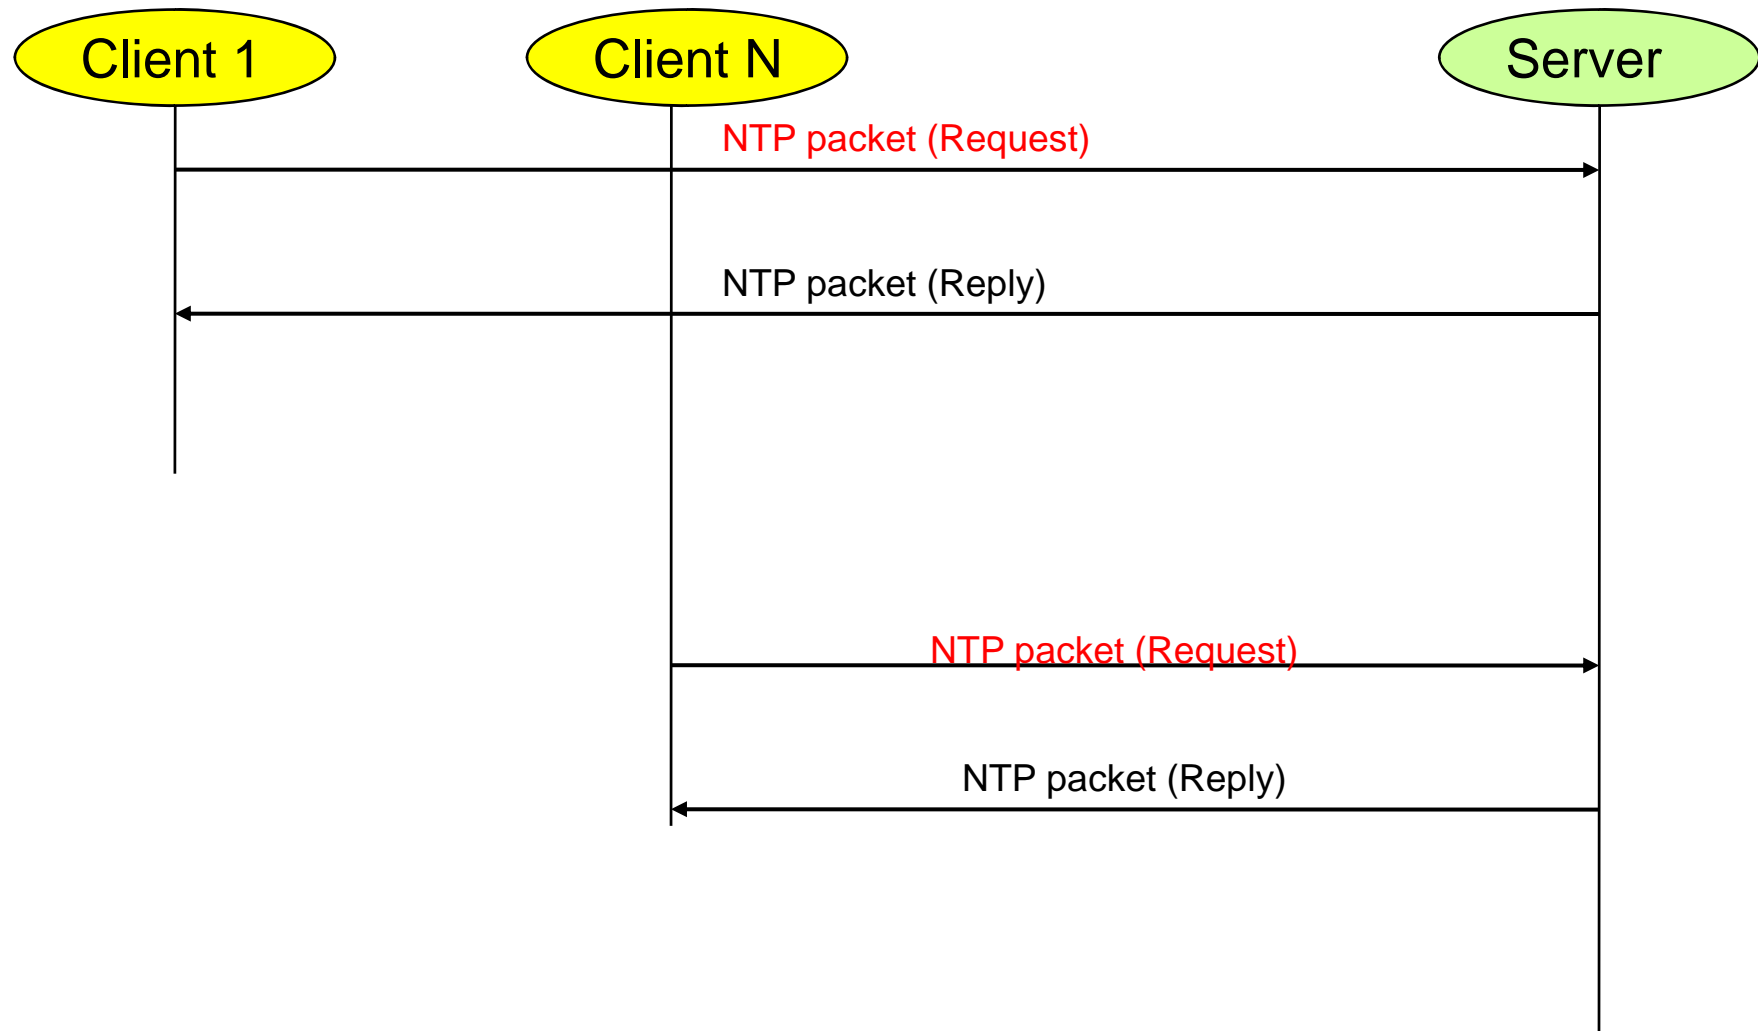 Client 1
Client N
Server
NTP packet (Request)
NTP packet (Reply)
NTP packet (Request)
NTP packet (Reply)